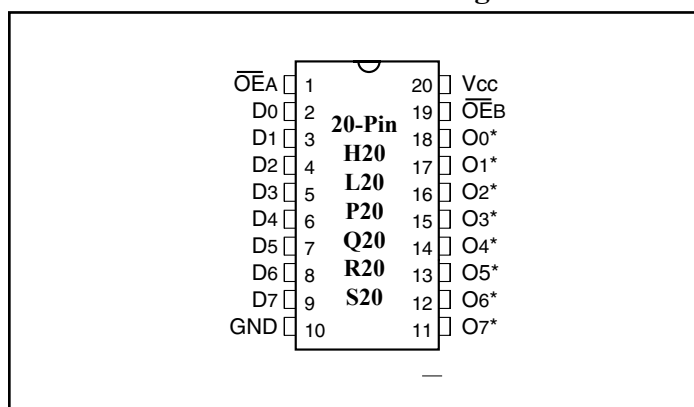 O̅E̅A 1 20 Vcc
D0 2 19 O̅E̅B
D1 3 20-Pin 18 O0*
D2 4 H20 17 O1*
D3 5 L20 16 O2*
D4 6 P20 15 O3*
D5 7 Q20 14 O4*
D6 8 R20 13 O5*
D7 9 S20 12 O6*
GND 10 11 O7*